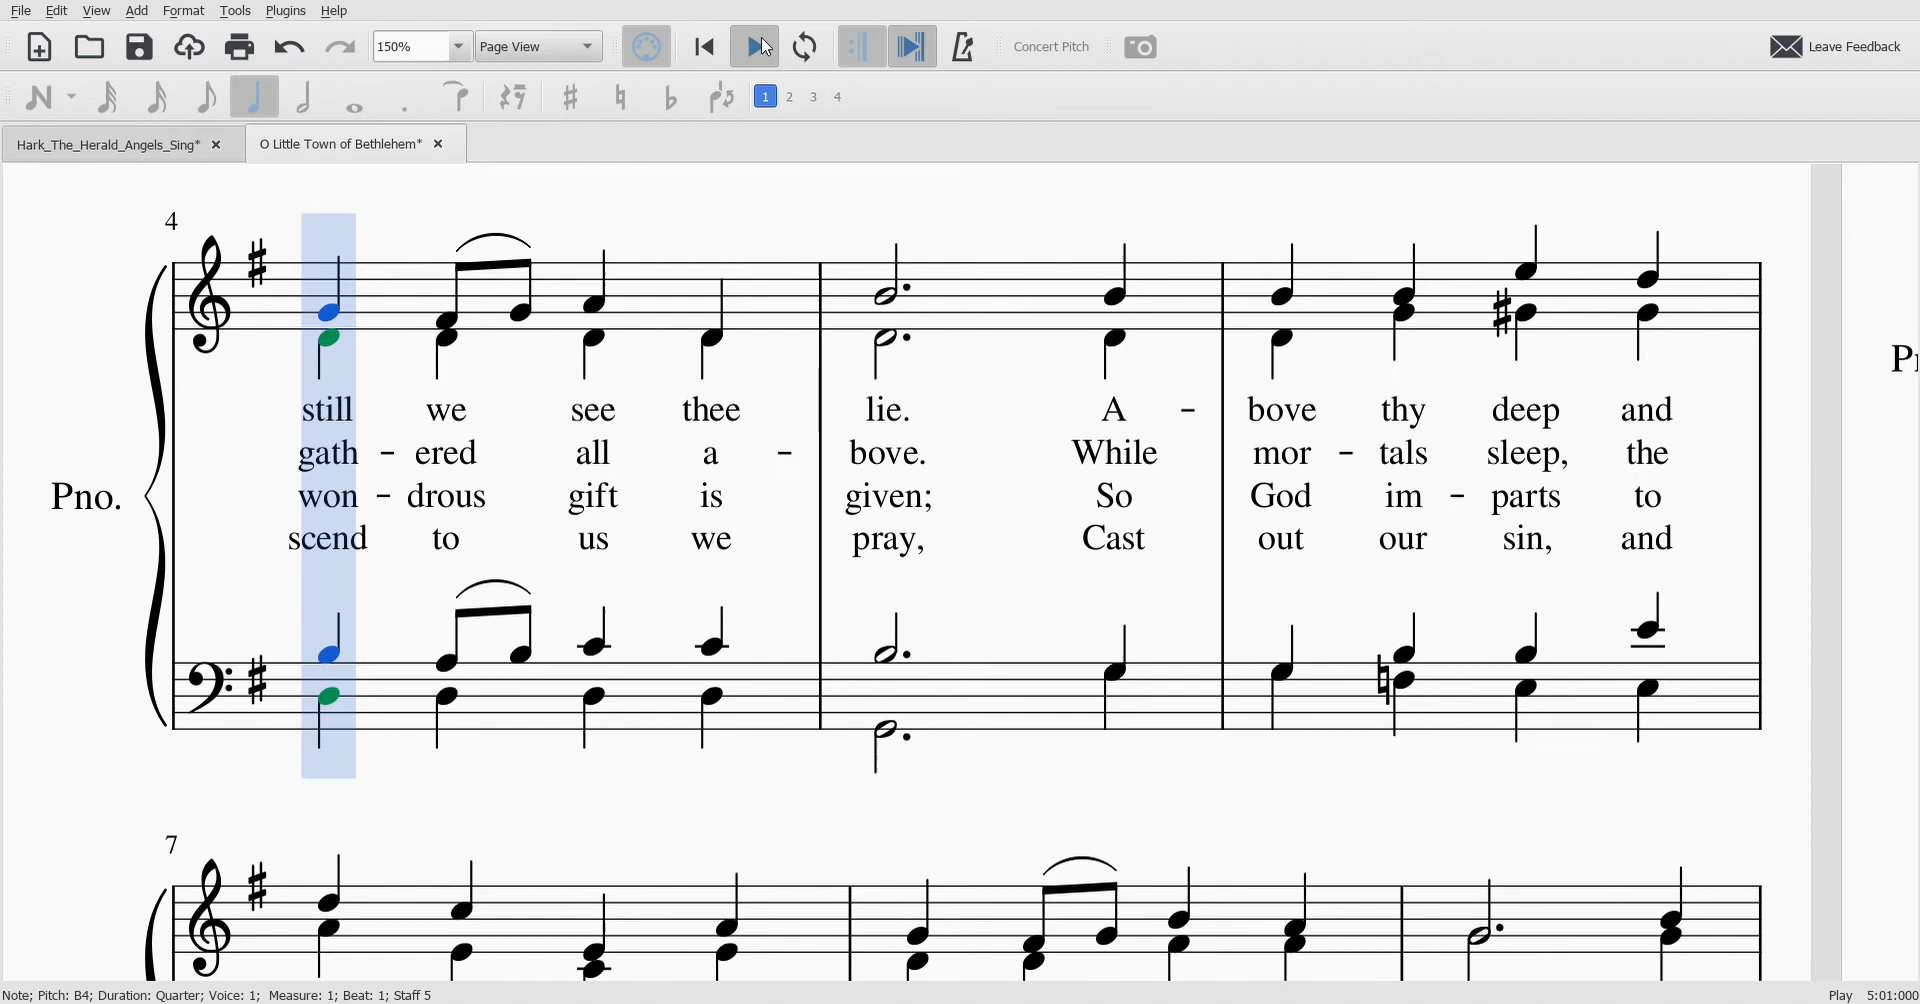 File Edit View Add Format Tools Plugins Help
150% Page View Concert Pitch Leave Feedback
1 2 3 4
Hark_The_Herald_Angels_Sing* O Little Town of Bethlehem*
4
still we see thee lie. A - bove thy deep and
gath - ered all a - bove. While mor - tals sleep, the
Pno. won - drous gift is given; So God im - parts to
scend to us we pray, Cast out our sin, and
7
Note; Pitch: B4; Duration: Quarter; Voice: 1; Measure: 1; Beat: 1; Staff 5 Play 5:01:000